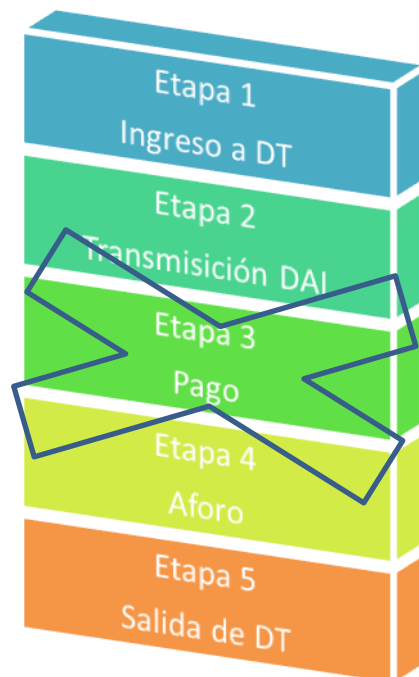 Etapa 1
Ingreso a DT
Etapa 2
Transmisición DAI
Etapa 3
Pago
Etapa 4
Aforo
Etapa 5
Salida de DT